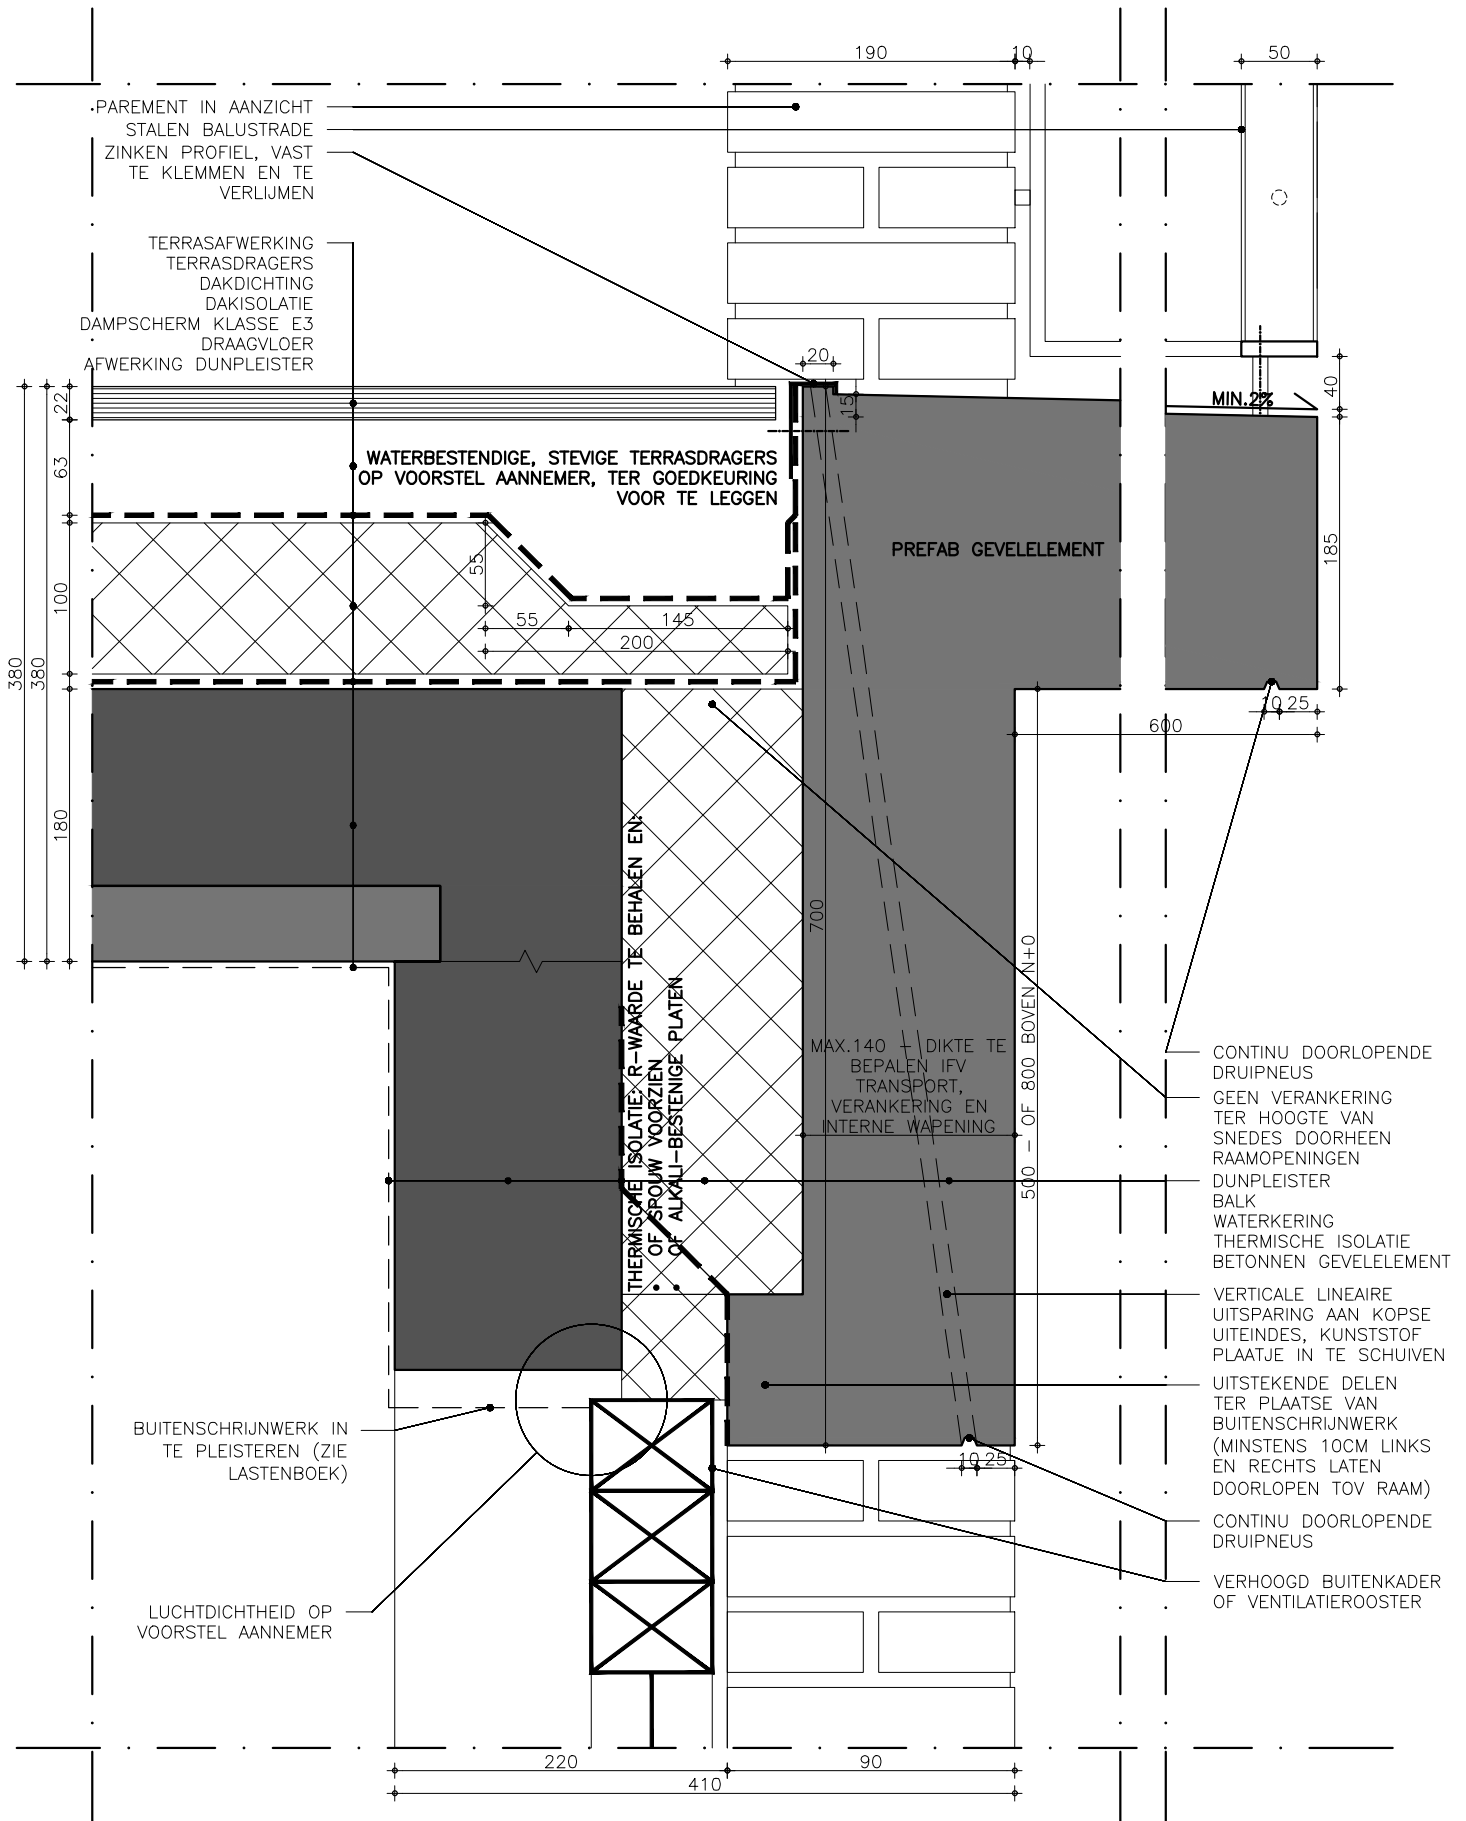 190
10
50
PAREMENT IN AANZICHT
STALEN BALUSTRADE
ZINKEN PROFIEL, VAST
TE KLEMMEN EN TE
VERLIJMEN
TERRASAFWERKING
TERRASDRAGERS
DAKDICHTING
DAKISOLATIE
DAMPSCHERM KLASSE E3
DRAAGVLOER
AFWERKING DUNPLEISTER
20
15
MIN.2%
40
22
63
100
180
380
380
WATERBESTENDIGE, STEVIGE TERRASDRAGERS
OP VOORSTEL AANNEMER, TER GOEDKEURING
VOOR TE LEGGEN
PREFAB GEVELELEMENT
185
55
55
145
200
10
25
600
700
THERMISCHE ISOLATIE: R-WAARDE TE BEHALEN EN:
• OF SPOUW VOORZIEN
• OF ALKALI-BESTENIGE PLATEN
MAX.140 - DIKTE TE
BEPALEN IFV
TRANSPORT,
VERANKERING EN
INTERNE WAPENING
500 - OF 800 BOVEN N+0
CONTINU DOORLOPENDE
DRUIPNEUS
GEEN VERANKERING
TER HOOGTE VAN
SNEDES DOORHEEN
RAAMOPENINGEN
DUNPLEISTER
BALK
WATERKERING
THERMISCHE ISOLATIE
BETONNEN GEVELELEMENT
VERTICALE LINEAIRE
UITSPARING AAN KOPSE
UITEINDES, KUNSTSTOF
PLAATJE IN TE SCHUIVEN
UITSTEKENDE DELEN
TER PLAATSE VAN
BUITENSCHRIJNWERK
(MINSTENS 10CM LINKS
EN RECHTS LATEN
DOORLOPEN TOV RAAM)
CONTINU DOORLOPENDE
DRUIPNEUS
VERHOOGD BUITENKADER
OF VENTILATIEROOSTER
10
25
BUITENSCHRIJNWERK IN
TE PLEISTEREN (ZIE
LASTENBOEK)
LUCHTDICHTHEID OP
VOORSTEL AANNEMER
220
90
410